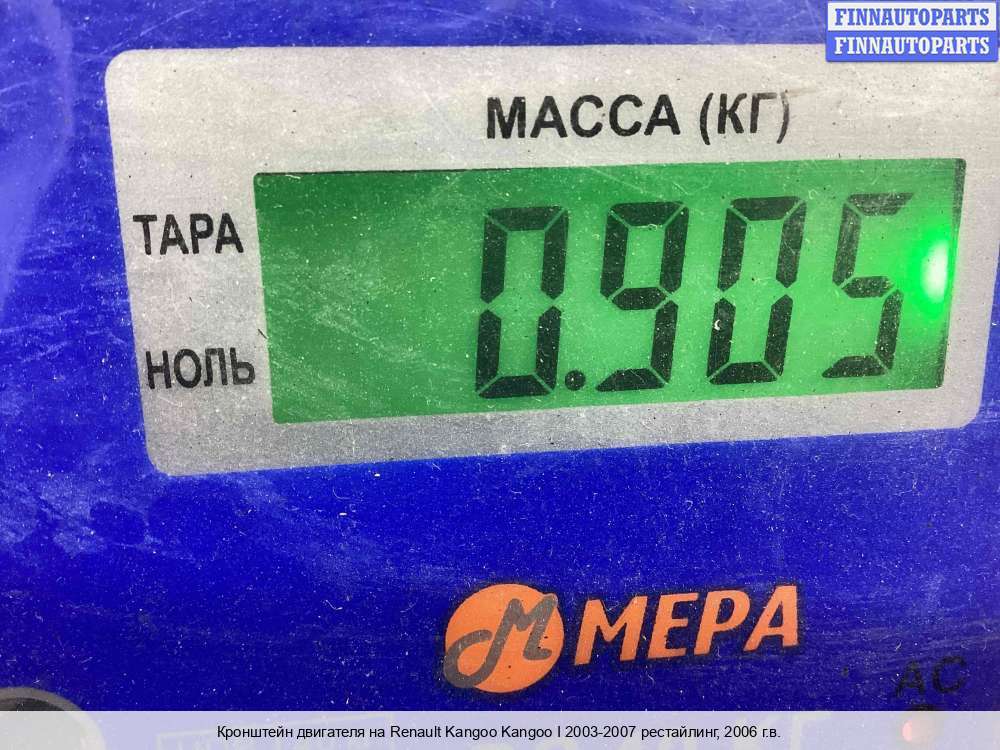 FINNAUTOPARTS
FINNAUTOPARTS
МАССА (КГ)
ТАРА
0.905
НОЛЬ
М МЕРА
AC
Кронштейн двигателя на Renault Kangoo Kangoo I 2003-2007 рестайлинг, 2006 г.в.